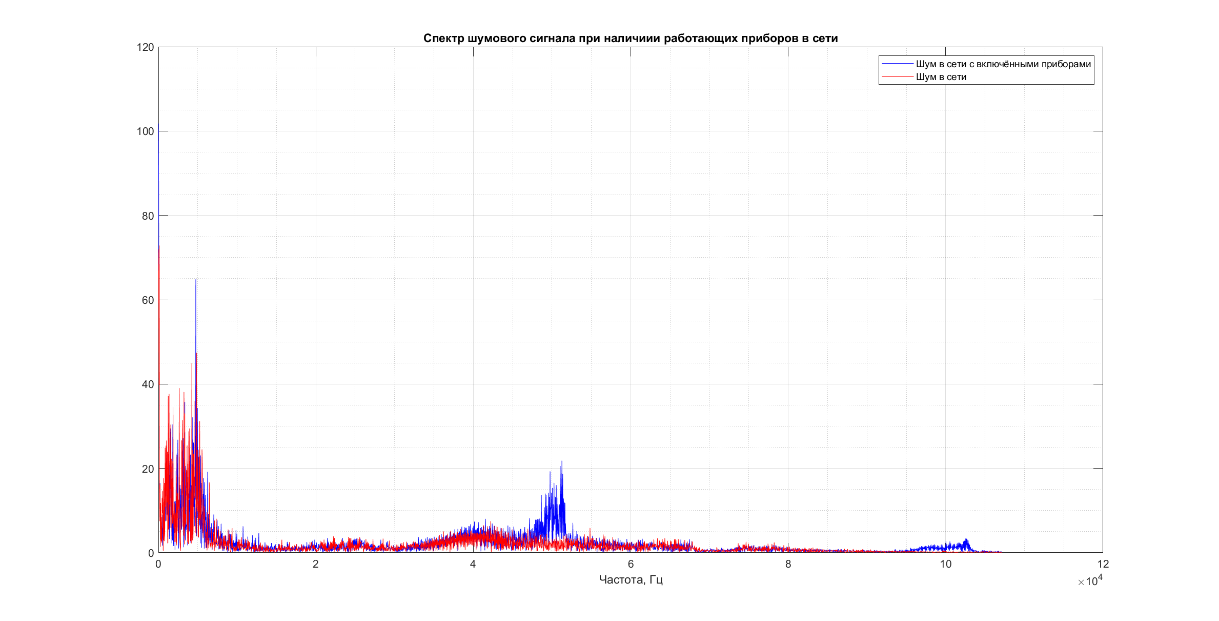 Спектр шумового сигнала при наличиии работающих приборов в сети
120
100
80
60
40
20
0
Шум в сети с включёнными приборами
Шум в сети
0 2 4 6 8 10 12
Частота, Гц
×10⁴